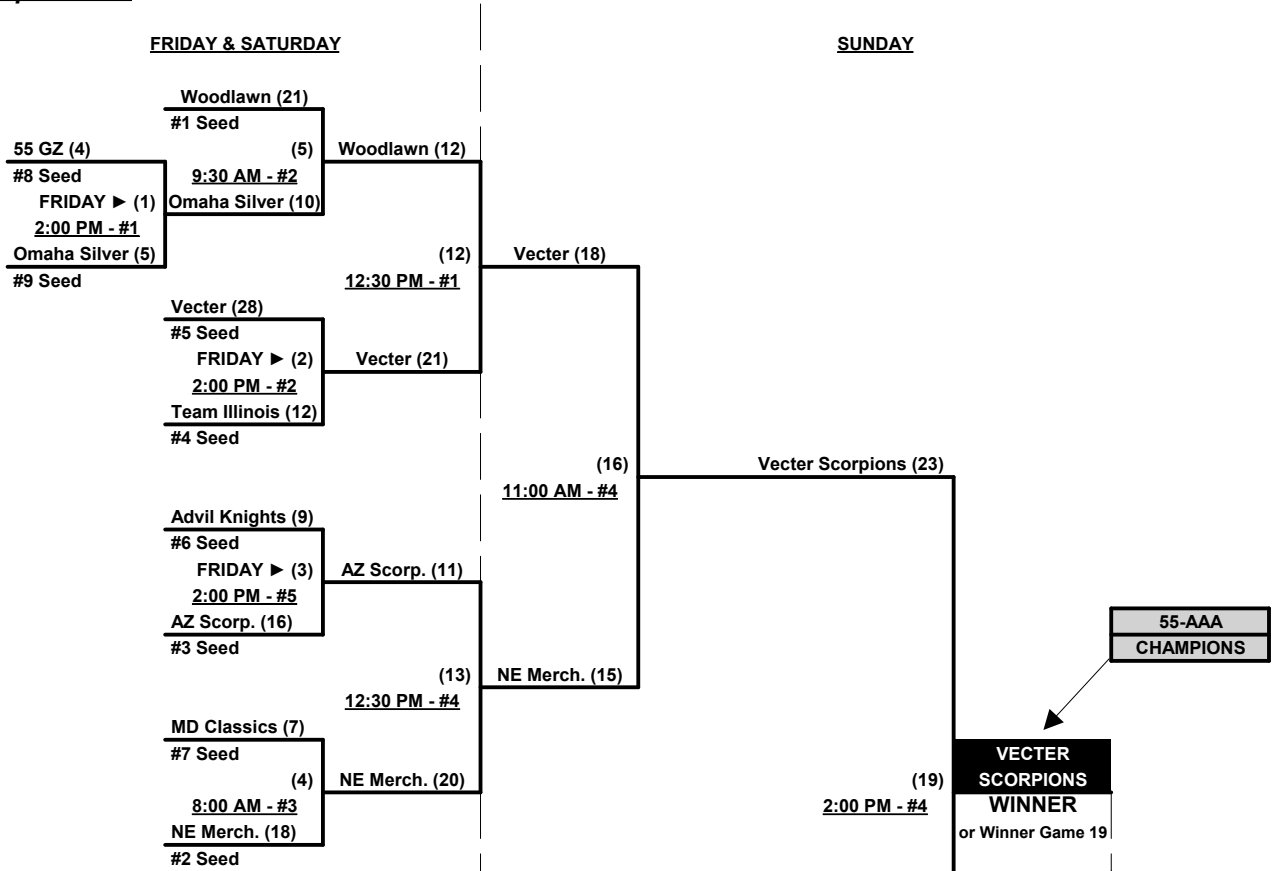 FRIDAY & SATURDAY
SUNDAY
Woodlawn (21)
#1 Seed
55 GZ (4)
(5)
Woodlawn (12)
#8 Seed
9:30 AM - #2
FRIDAY ► (1)
Omaha Silver (10)
2:00 PM - #1
Omaha Silver (5)
(12)
Vecter (18)
#9 Seed
12:30 PM - #1
Vecter (28)
#5 Seed
FRIDAY ► (2)
Vecter (21)
2:00 PM - #2
Team Illinois (12)
#4 Seed
(16)
Vecter Scorpions (23)
11:00 AM - #4
Advil Knights (9)
#6 Seed
FRIDAY ► (3)
AZ Scorp. (11)
2:00 PM - #5
AZ Scorp. (16)
55-AAA
#3 Seed
CHAMPIONS
(13)
NE Merch. (15)
12:30 PM - #4
MD Classics (7)
#7 Seed
VECTER
(4)
NE Merch. (20)
(19)
SCORPIONS
8:00 AM - #3
2:00 PM - #4
WINNER
NE Merch. (18)
or Winner Game 19
#2 Seed